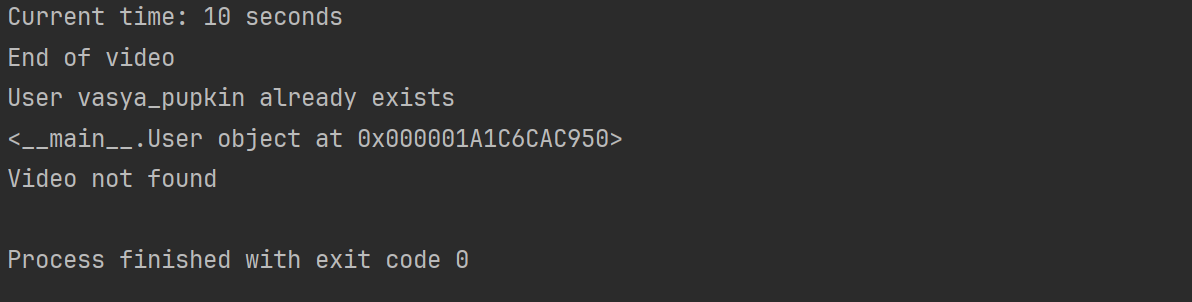 Current time: 10 seconds
End of video
User vasya_pupkin already exists
<__main__.User object at 0x000001A1C6CAC950>
Video not found
Process finished with exit code 0